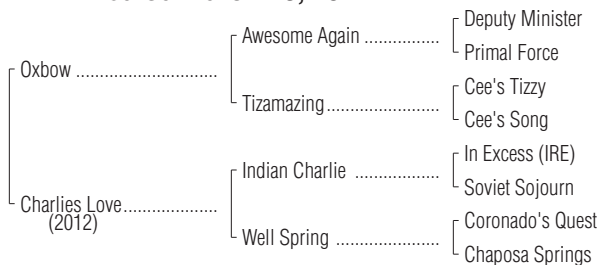 Deputy Minister
Awesome Again ................
Primal Force
Oxbow ..............................
Cee's Tizzy
Tizamazing........................
Cee's Song
In Excess (IRE)
Indian Charlie ..................
Soviet Sojourn
Charlies Love....................
(2012)
Coronado's Quest
Well Spring ......................
Chaposa Springs